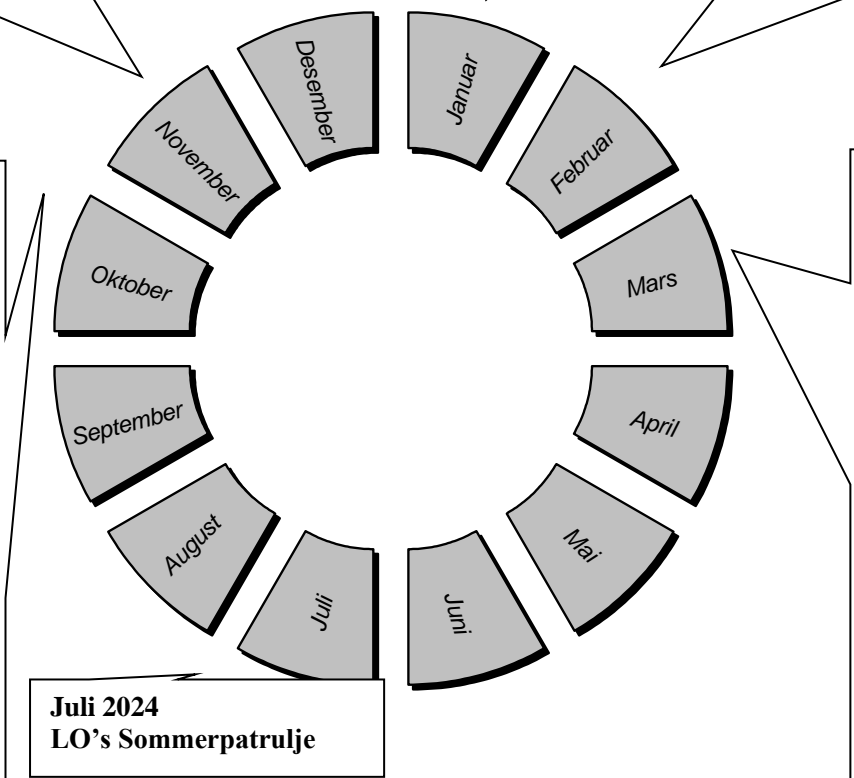 Januar
Februar
Mars
April
Mai
Juni
Juli
August
September
Oktober
November
Desember
Juli 2024
LO’s Sommerpatrulje